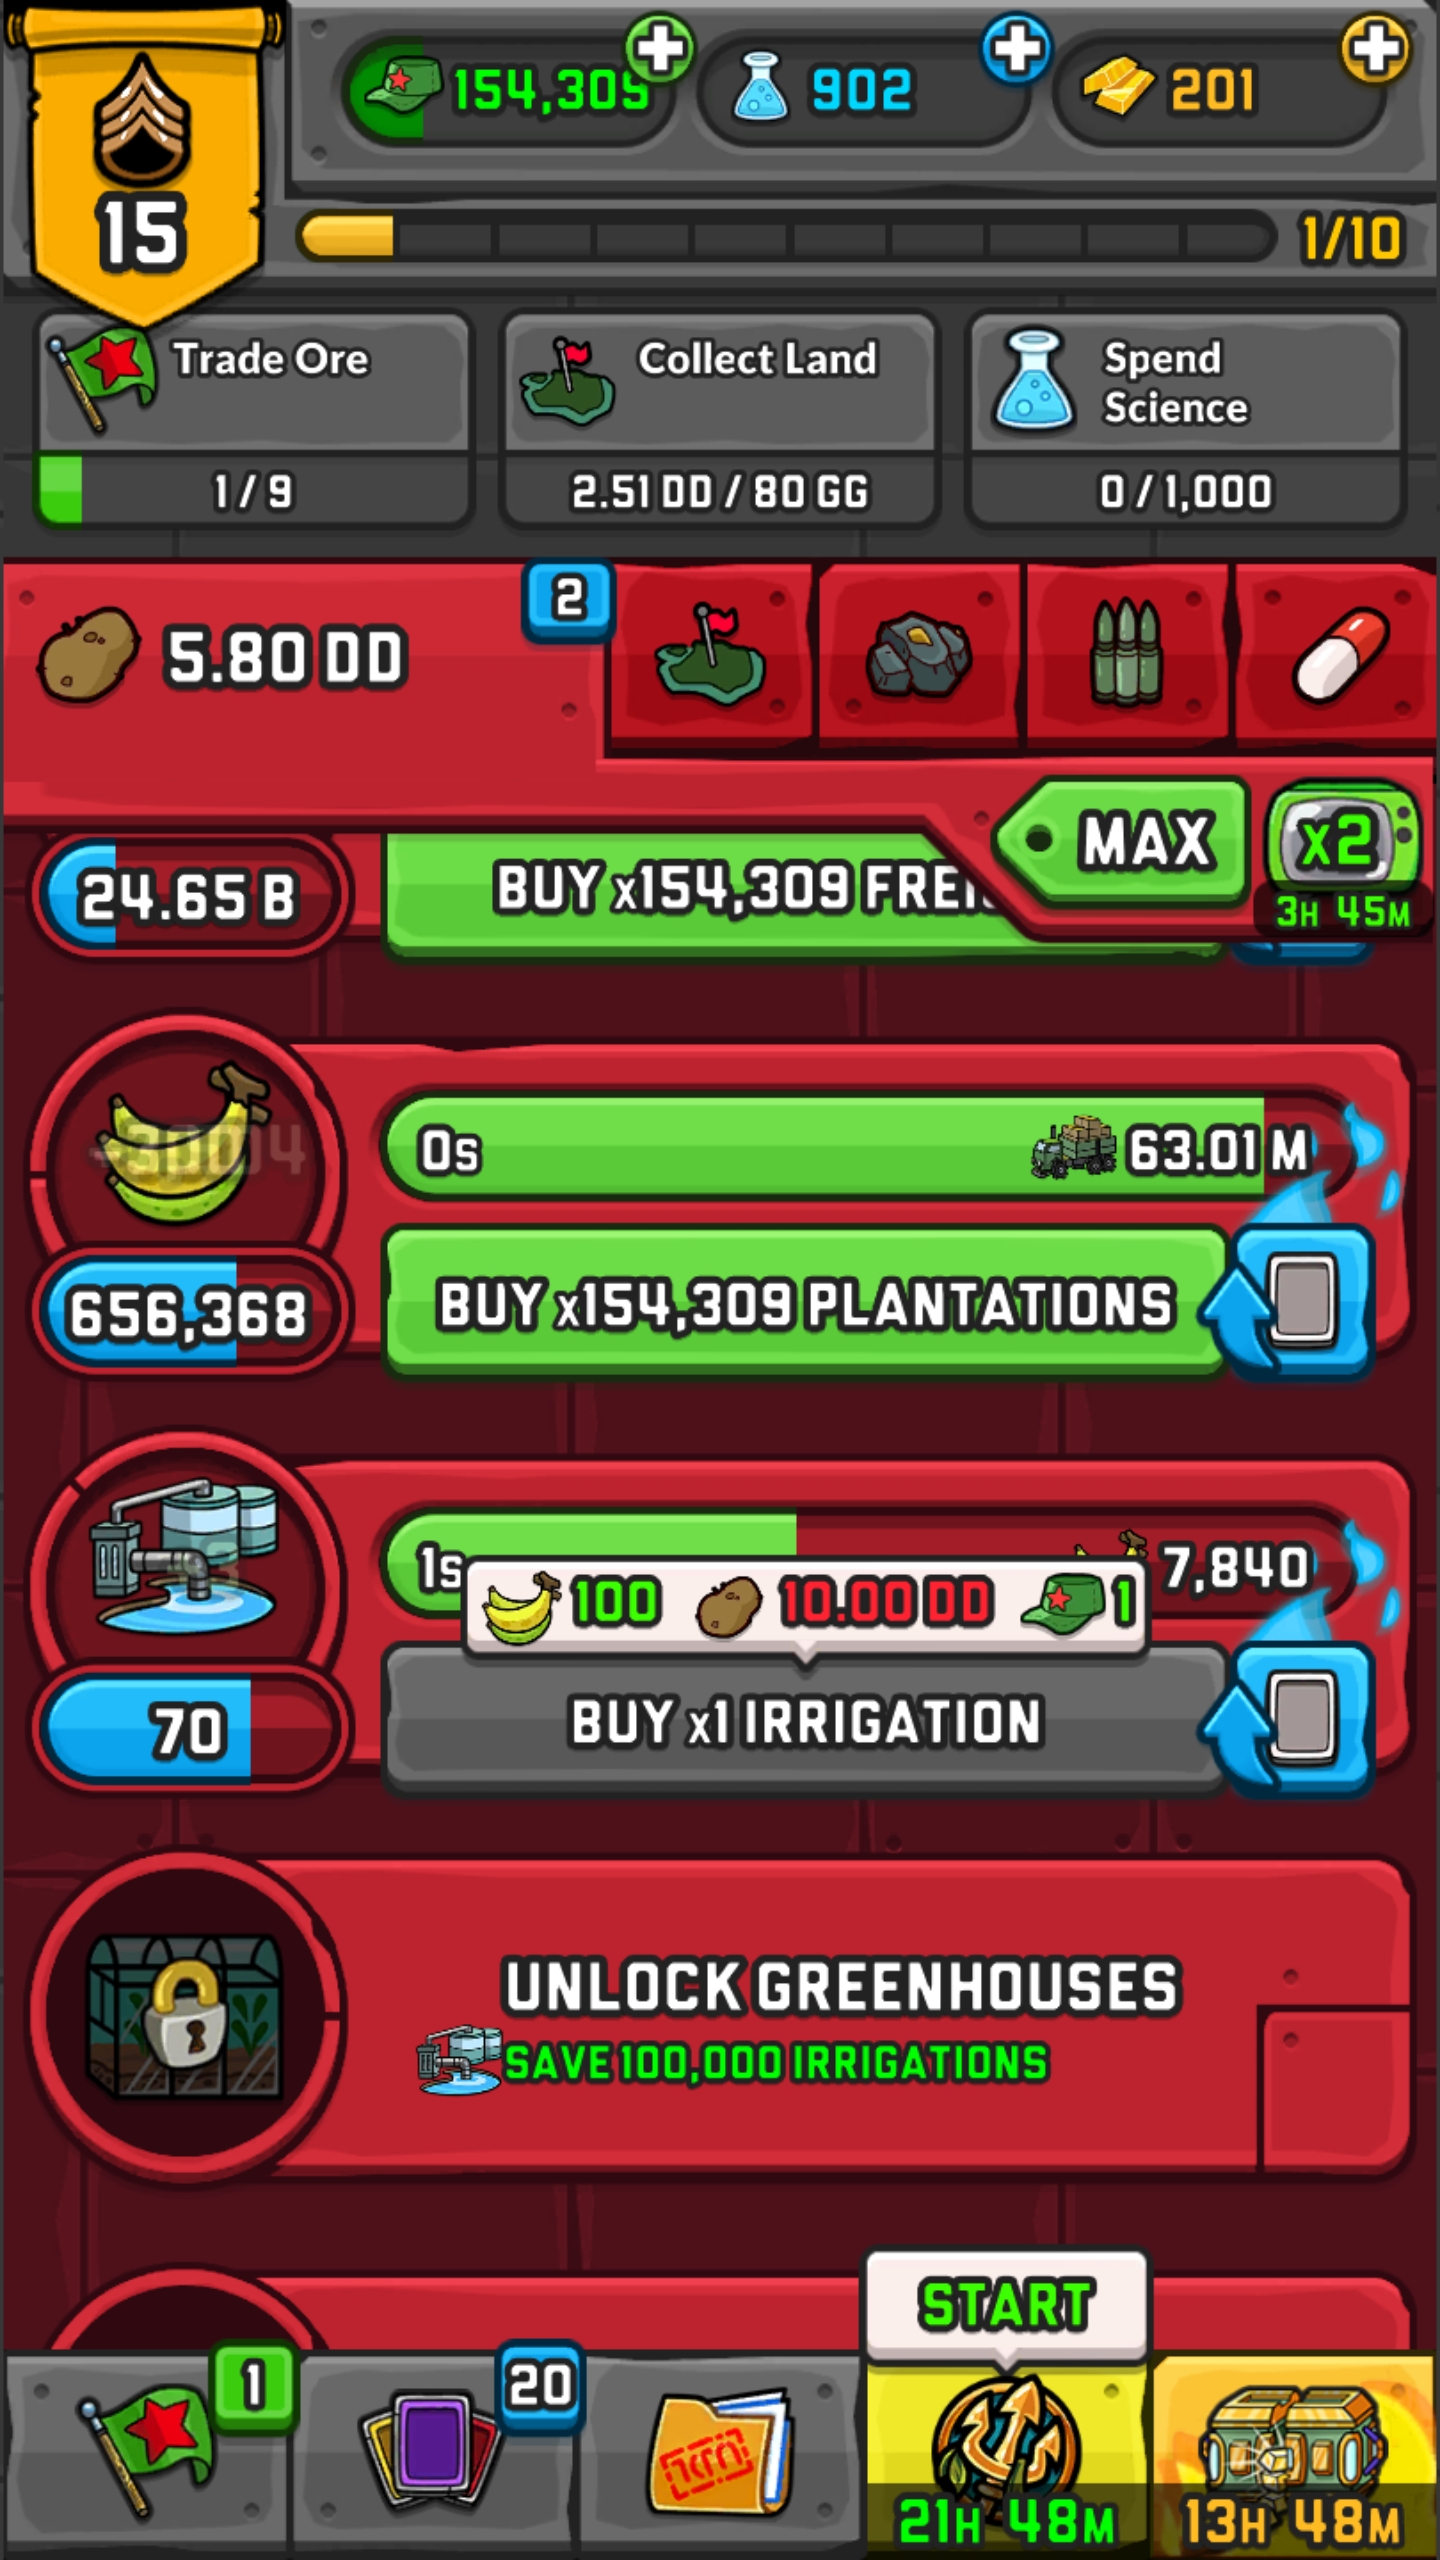 154,309
902
201
15
1/10
Trade Ore
Collect Land
Spend
Science
1 / 9
2.51 DD / 80 GG
0 / 1,000
5.80 DD
2
MAX
x2
3H 45M
24.65 B
BUY x154,309
0s
63.01 M
656,368
BUY x154,309 PLANTATIONS
1s
7,840
100
10.00 DD
1
70
BUY x1 IRRIGATION
UNLOCK GREENHOUSES
SAVE 100,000 IRRIGATIONS
START
1
20
21H 48M
13H 48M